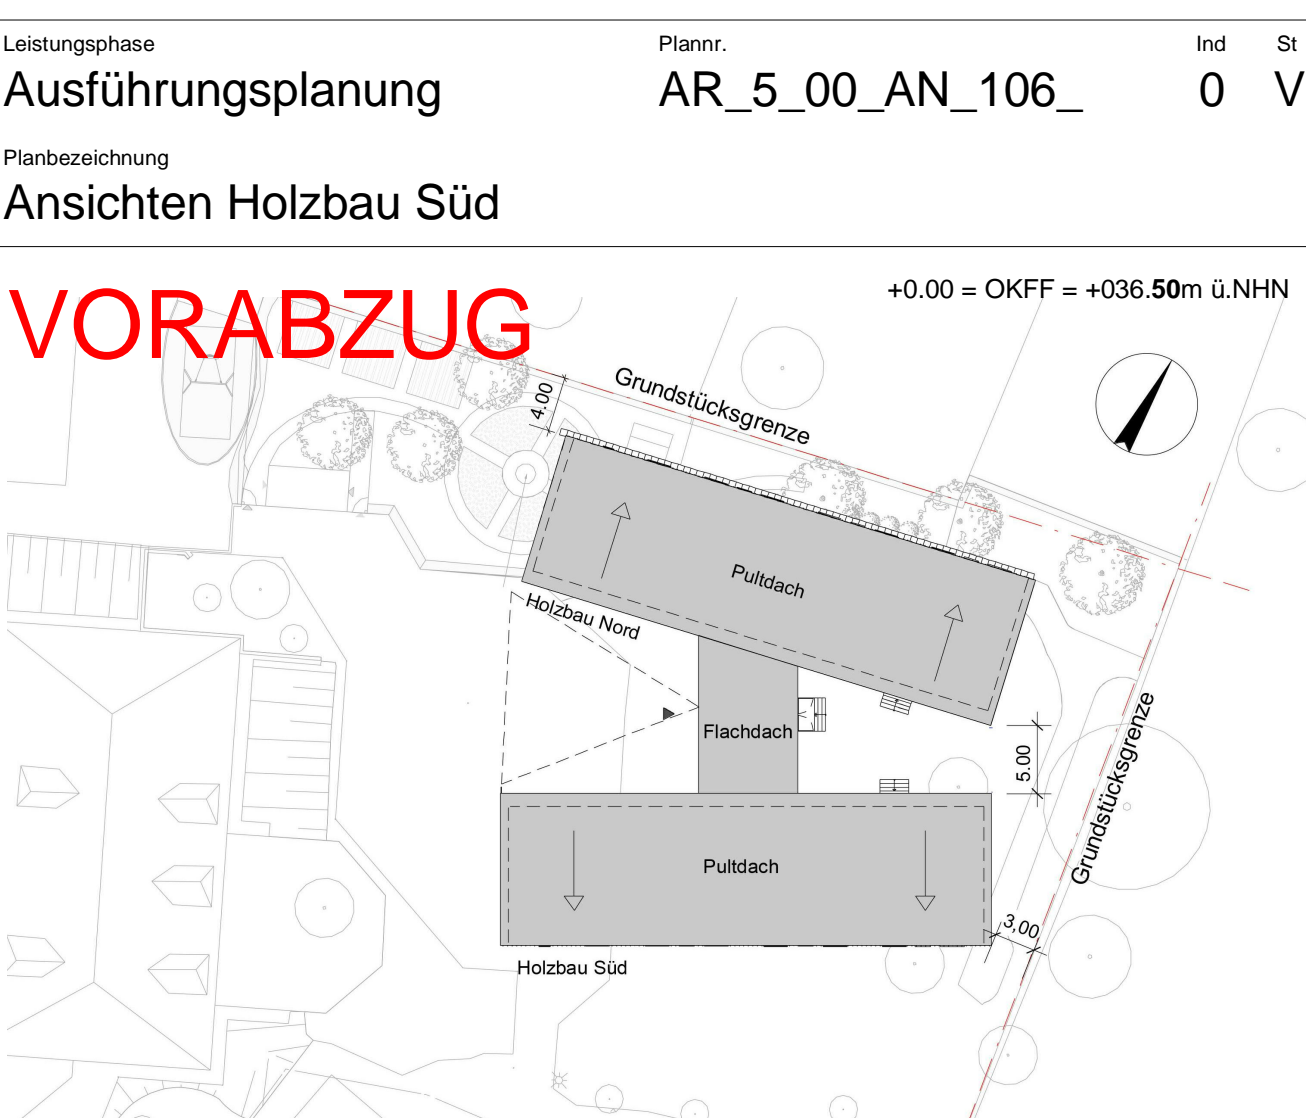 Leistungsphase Plannr. Ind St
Ausführungsplanung AR_5_00_AN_106_ 0 V
Planbezeichnung
Ansichten Holzbau Süd
VORABZUG
+0.00 = OKFF = +036.50m ü.NHN
4.00
Grundstücksgrenze
Pultdach
Holzbau Nord
Flachdach
5.00
Grundstücksgrenze
Pultdach
3,00
Holzbau Süd